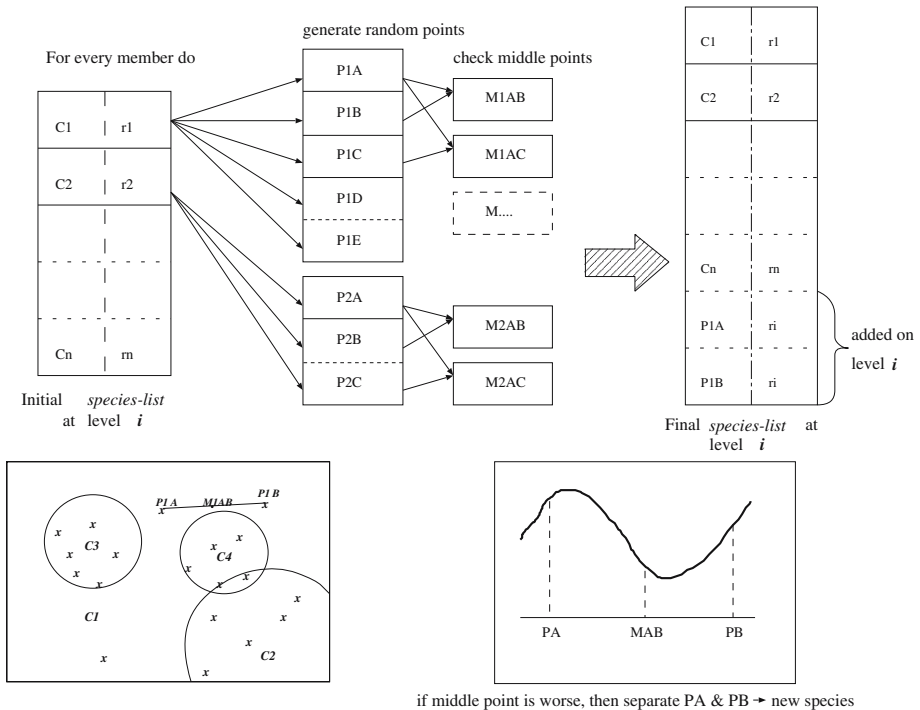 For every member do
C1 r1
C2 r2
Cn rn
Initial species-list
at level i
generate random points
P1A
P1B
P1C
P1D
P1E
P2A
P2B
P2C
check middle points
M1AB
M1AC
M....
M2AB
M2AC
C1 r1
C2 r2
Cn rn
P1A ri
P1B ri
added on
level i
Final species-list at
level i
P1 A M1AB P1 B
x x
x x x x x x
C3
x x x x x
C4
C1
x x x x x x
C2
PA MAB PB
if middle point is worse, then separate PA & PB → new species